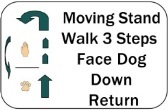 Moving Stand
Walk 3 Steps
Face Dog
Down
Return